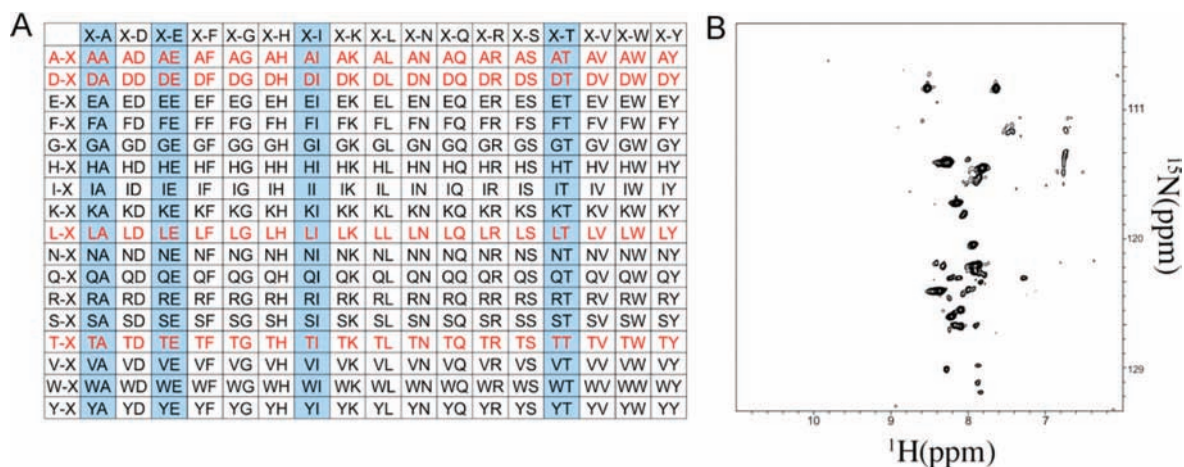 A
X-A X-D X-E X-F X-G X-H X-I X-K X-L X-N X-Q X-R X-S X-T X-V X-W X-Y
A-X AA AD AE AF AG AH AI AK AL AN AQ AR AS AT AV AW AY
D-X DA DD DE DF DG DH DI DK DL DN DQ DR DS DT DV DW DY
E-X EA ED EE EF EG EH EI EK EL EN EQ ER ES ET EV EW EY
F-X FA FD FE FF FG FH FI FK FL FN FQ FR FS FT FV FW FY
G-X GA GD GE GF GG GH GI GK GL GN GQ GR GS GT GV GW GY
H-X HA HD HE HF HG HH HI HK HL HN HQ HR HS HT HV HW HY
I-X IA ID IE IF IG IH II IK IL IN IQ IR IS IT IV IW IY
K-X KA KD KE KF KG KH KI KK KL KN KQ KR KS KT KV KW KY
L-X LA LD LE LF LG LH LI LK LL LN LQ LR LS LT LV LW LY
N-X NA ND NE NF NG NH NI NK NL NN NQ NR NS NT NV NW NY
Q-X QA QD QE QF QG QH QI QK QL QN QQ QR QS QT QV QW QY
R-X RA RD RE RF RG RH RI RK RL RN RQ RR RS RT RV RW RY
S-X SA SD SE SF SG SH SI SK SL SN SQ SR SS ST SV SW SY
T-X TA TD TE TF TG TH TI TK TL TN TQ TR TS TT TV TW TY
V-X VA VD VE VF VG VH VI VK VL VN VQ VR VS VT VV VW VY
W-X WA WD WE WF WG WH WI WK WL WN WQ WR WS WT WV WW WY
Y-X YA YD YE YF YG YH YI YK YL YN YQ YR YS YT YV YW YY
B
111
120
129
¹⁵N(ppm)
10 9 8 7
¹H(ppm)